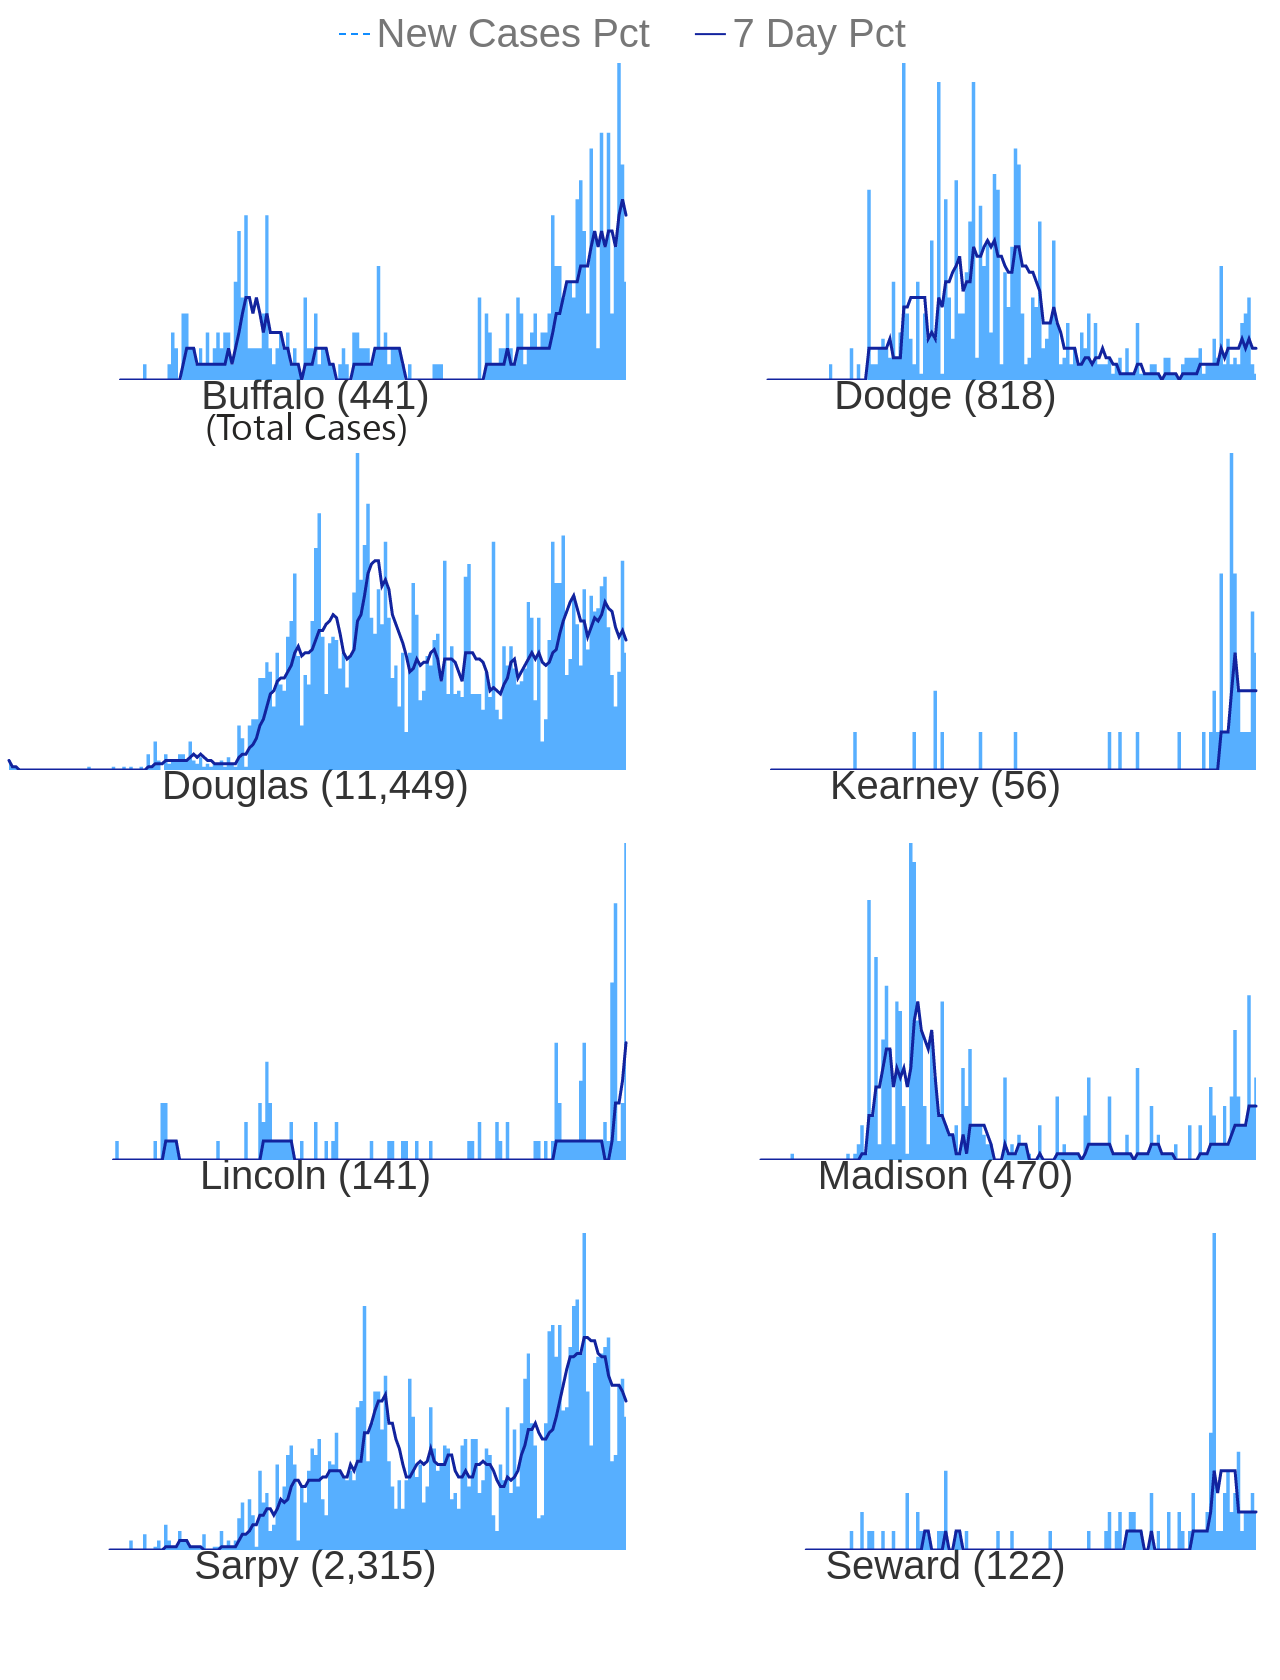 New Cases Pct 7 Day Pct
Buffalo (441) Dodge (818)
(Total Cases)
Douglas (11,449) Kearney (56)
Lincoln (141) Madison (470)
Sarpy (2,315) Seward (122)